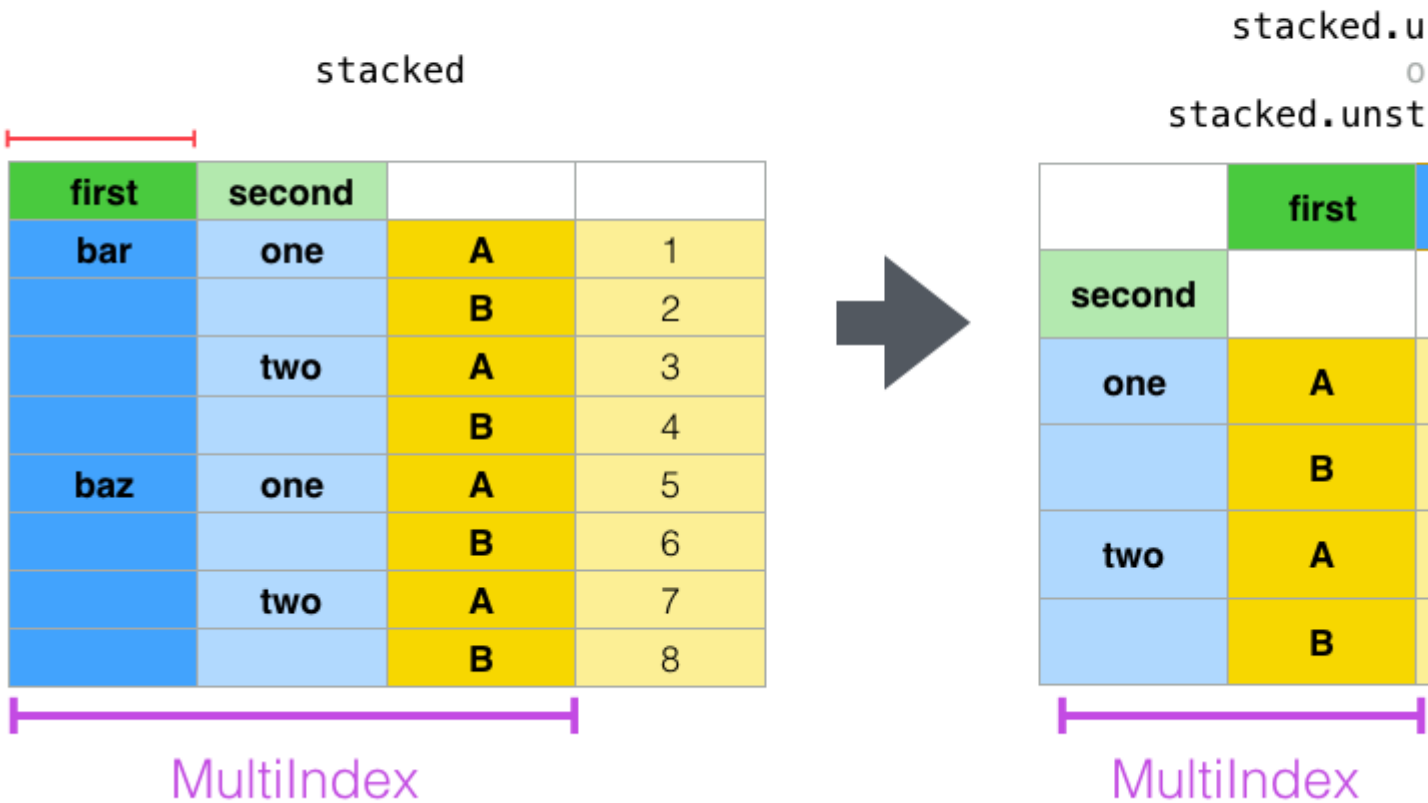 stacked
first second
bar one A 1
B 2
two A 3
B 4
baz one A 5
B 6
two A 7
B 8
MultiIndex
stacked.u
o
stacked.unst
first
second
one A
B
two A
B
MultiIndex